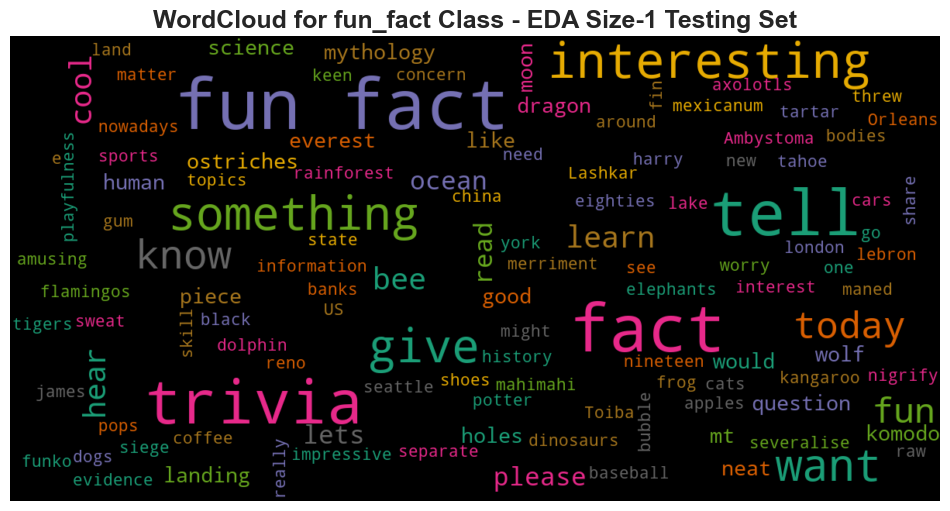 WordCloud for fun_fact Class - EDA Size-1 Testing Set
land
science
mythology
interesting
cool
matter
keen
concern
moon
axolotls
fun fact
dragon
fin
mexicanum
threw
tartar
Orleans
nowadays
everest
like
around
Ambystoma
bodies
playfulness
e
sports
ostriches
need
harry
new
tahoe
human
topics
rainforest
ocean
Lashkar
china
eighties
lake
tell
cars
share
gum
something
state
read
york
learn
london
go
amusing
know
information
bee
merriment
see
worry
one
lebron
flamingos
piece
banks
US
good
elephants
interest
maned
tigers
sweat
skill
black
give
might
fact
today
dolphin
history
nineteen
would
wolf
hear
reno
trivia
seattle
shoes
mahimahi
frog
cats
kangaroo
nigrify
james
potter
Toiba
bubble
apples
question
fun
pops
siege
coffee
lets
holes
dinosaurs
mt
severalise
komodo
funko
dogs
really
impressive
separate
raw
evidence
landing
please
baseball
neat
want